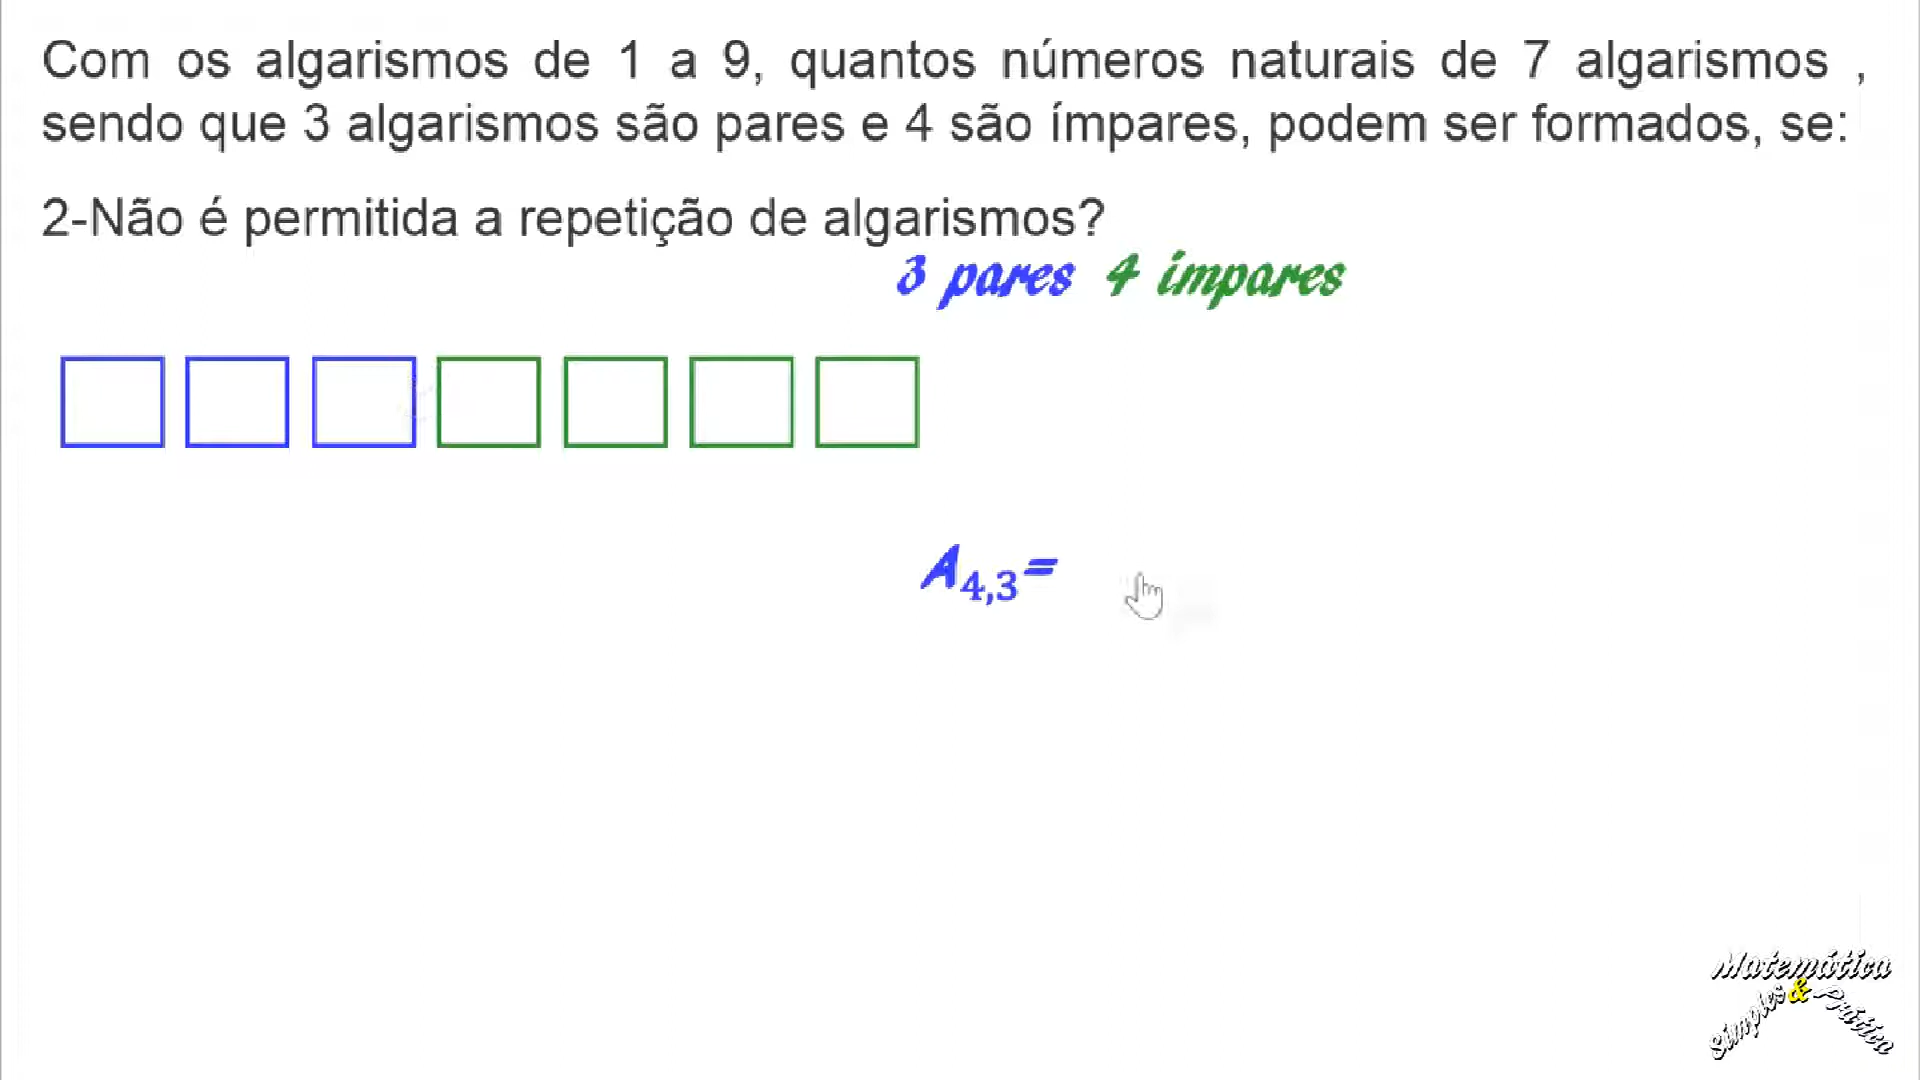 Com os algarismos de 1 a 9, quantos números naturais de 7 algarismos ,
sendo que 3 algarismos são pares e 4 são ímpares, podem ser formados, se:
2-Não é permitida a repetição de algarismos?
3 pares 4 ímpares
A4,3=
Matemática
Simples & Prática